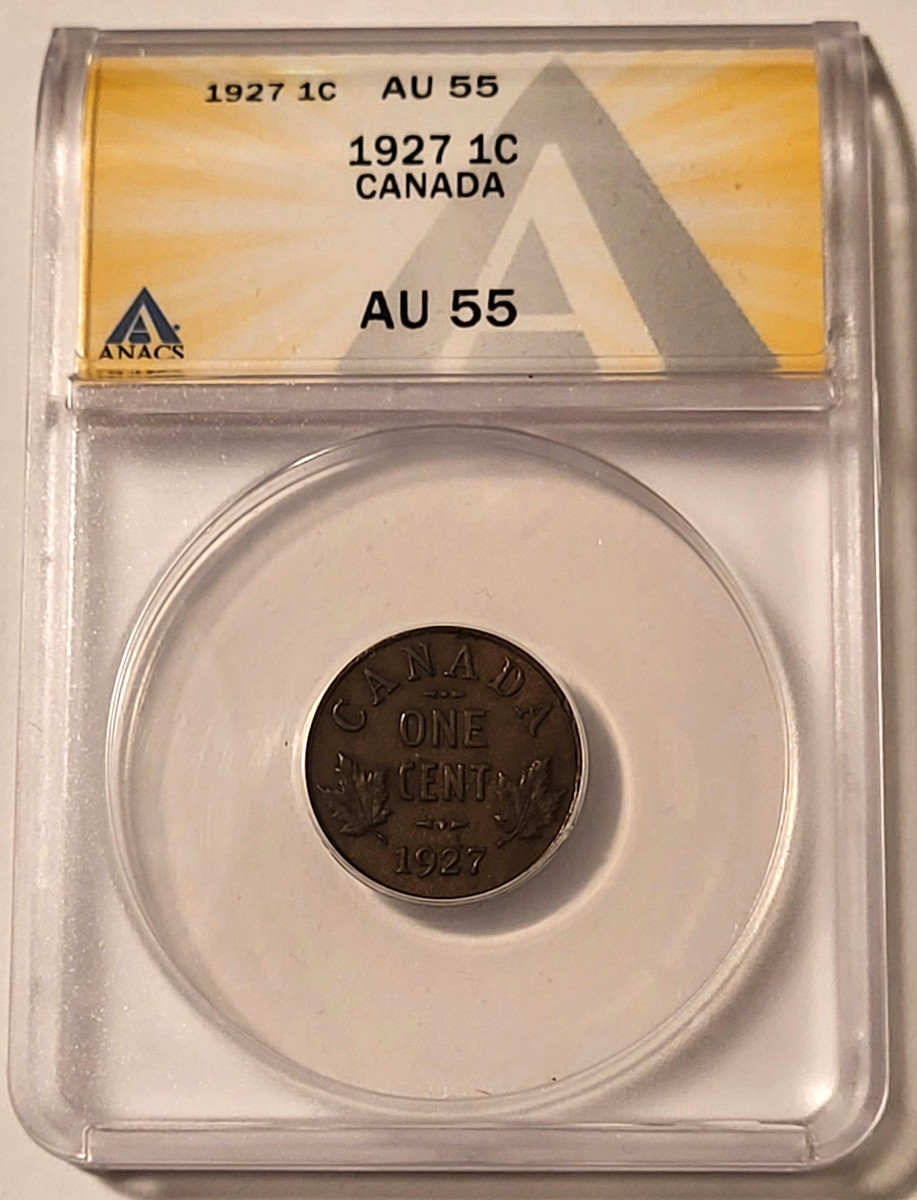 1927 1C AU 55
1927 1C
CANADA
AU 55
ANACS
CANADA
ONE
CENT
1927